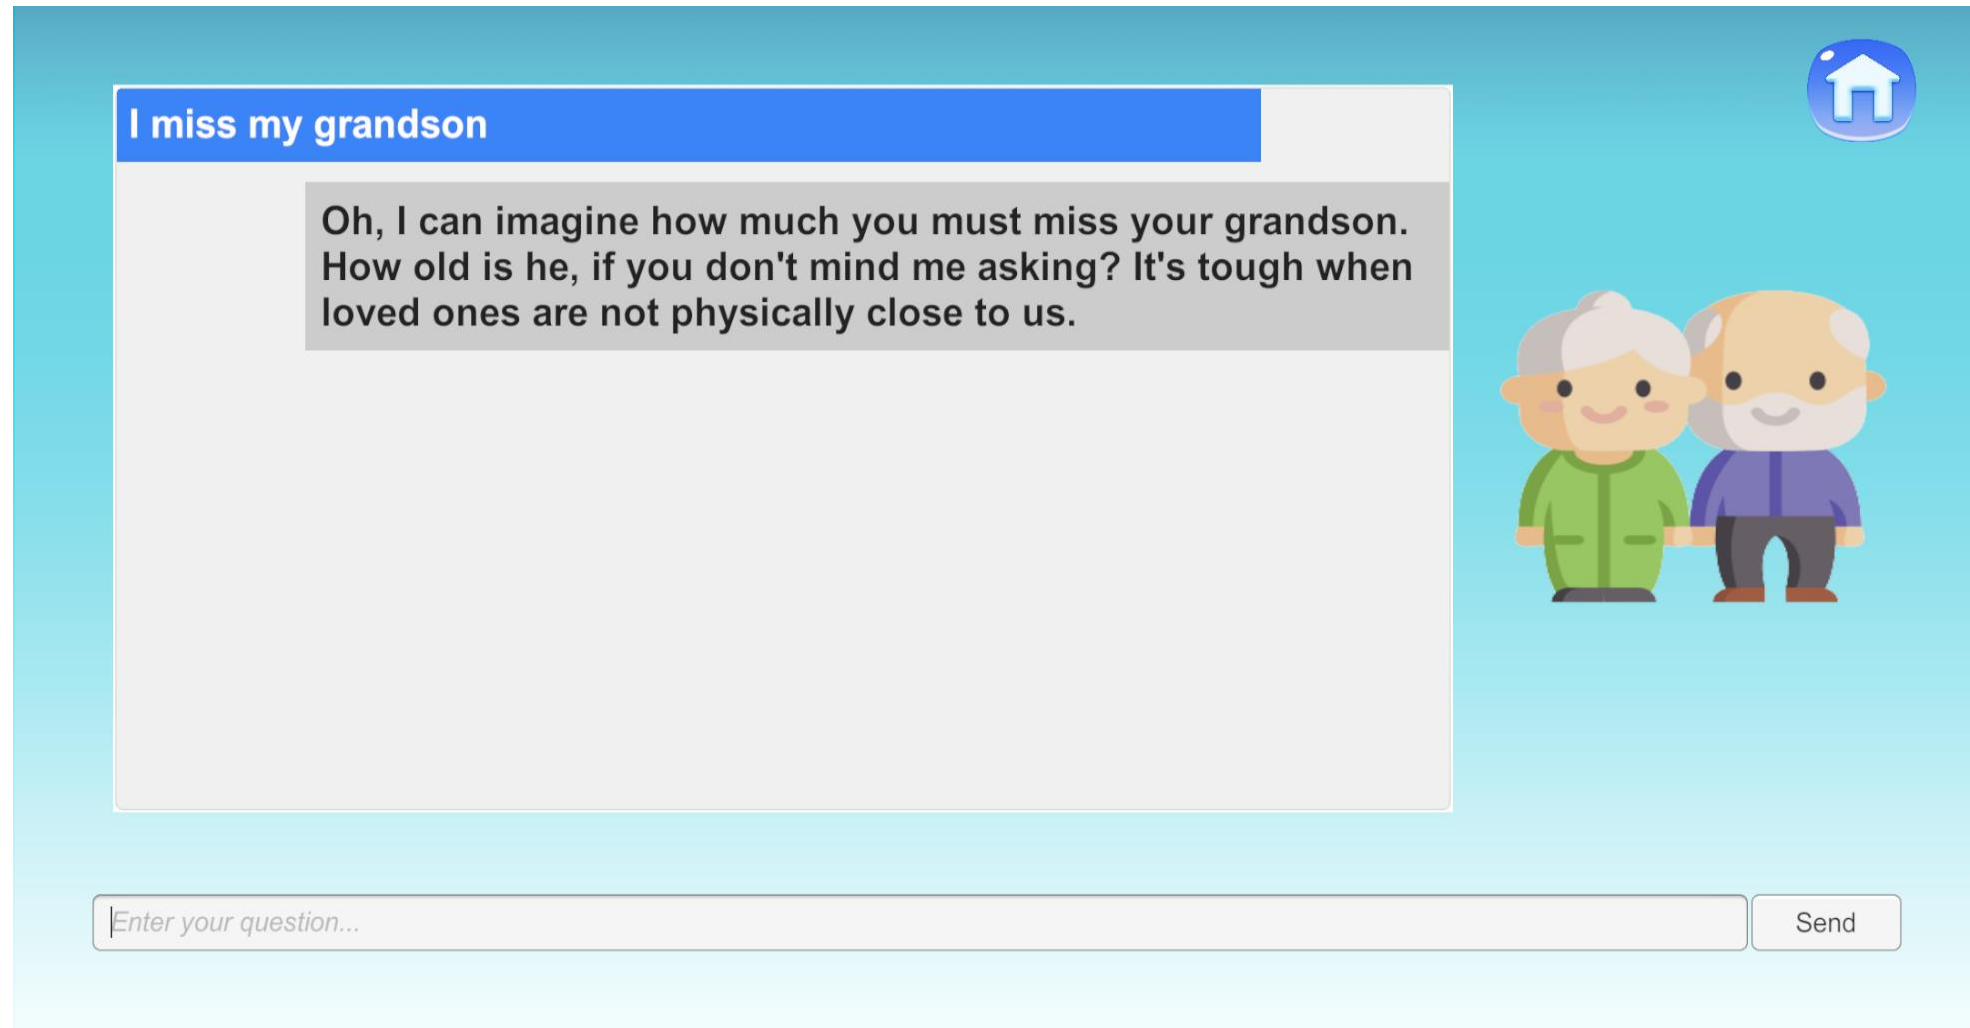 I miss my grandson
Oh, I can imagine how much you must miss your grandson.
How old is he, if you don't mind me asking? It's tough when
loved ones are not physically close to us.
Enter your question...
Send